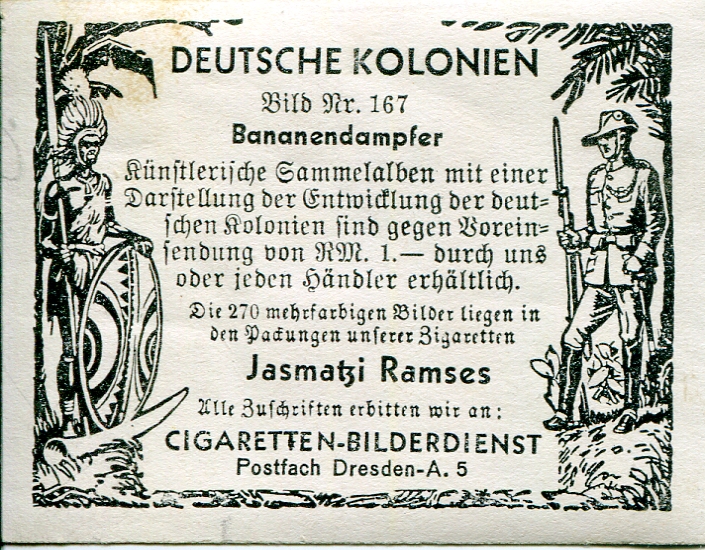 DEUTSCHE KOLONIEN
Bild Nr. 167
Bananendampfer
Künstlerische Sammelalben mit einer
Darstellung der Entwicklung der deut=
schen Kolonien sind gegen Vorein=
sendung von RM. 1.— durch uns
oder jeden Händler erhältlich.
Die 270 mehrfarbigen Bilder liegen in
den Packungen unserer Zigaretten
Jasmatzi Ramses
Alle Zuschriften erbitten wir an:
CIGARETTEN-BILDERDIENST
Postfach Dresden-A. 5